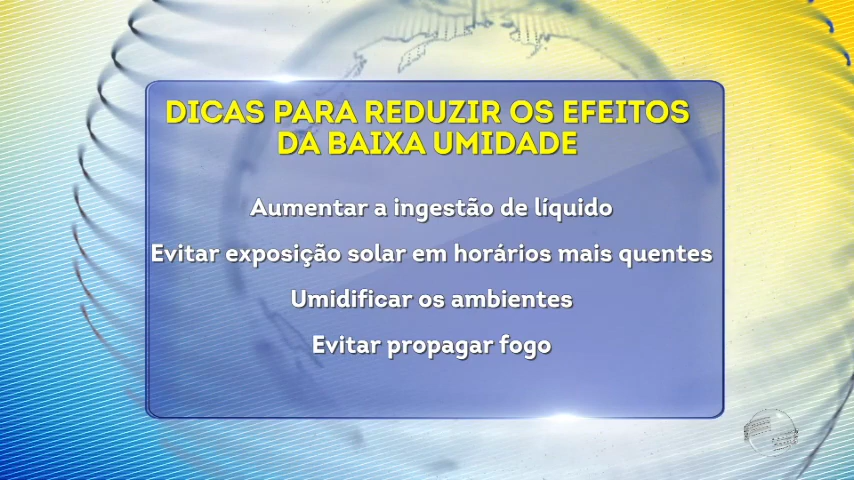 DICAS PARA REDUZIR OS EFEITOS
DA BAIXA UMIDADE
Aumentar a ingestão de líquido
Evitar exposição solar em horários mais quentes
Umidificar os ambientes
Evitar propagar fogo